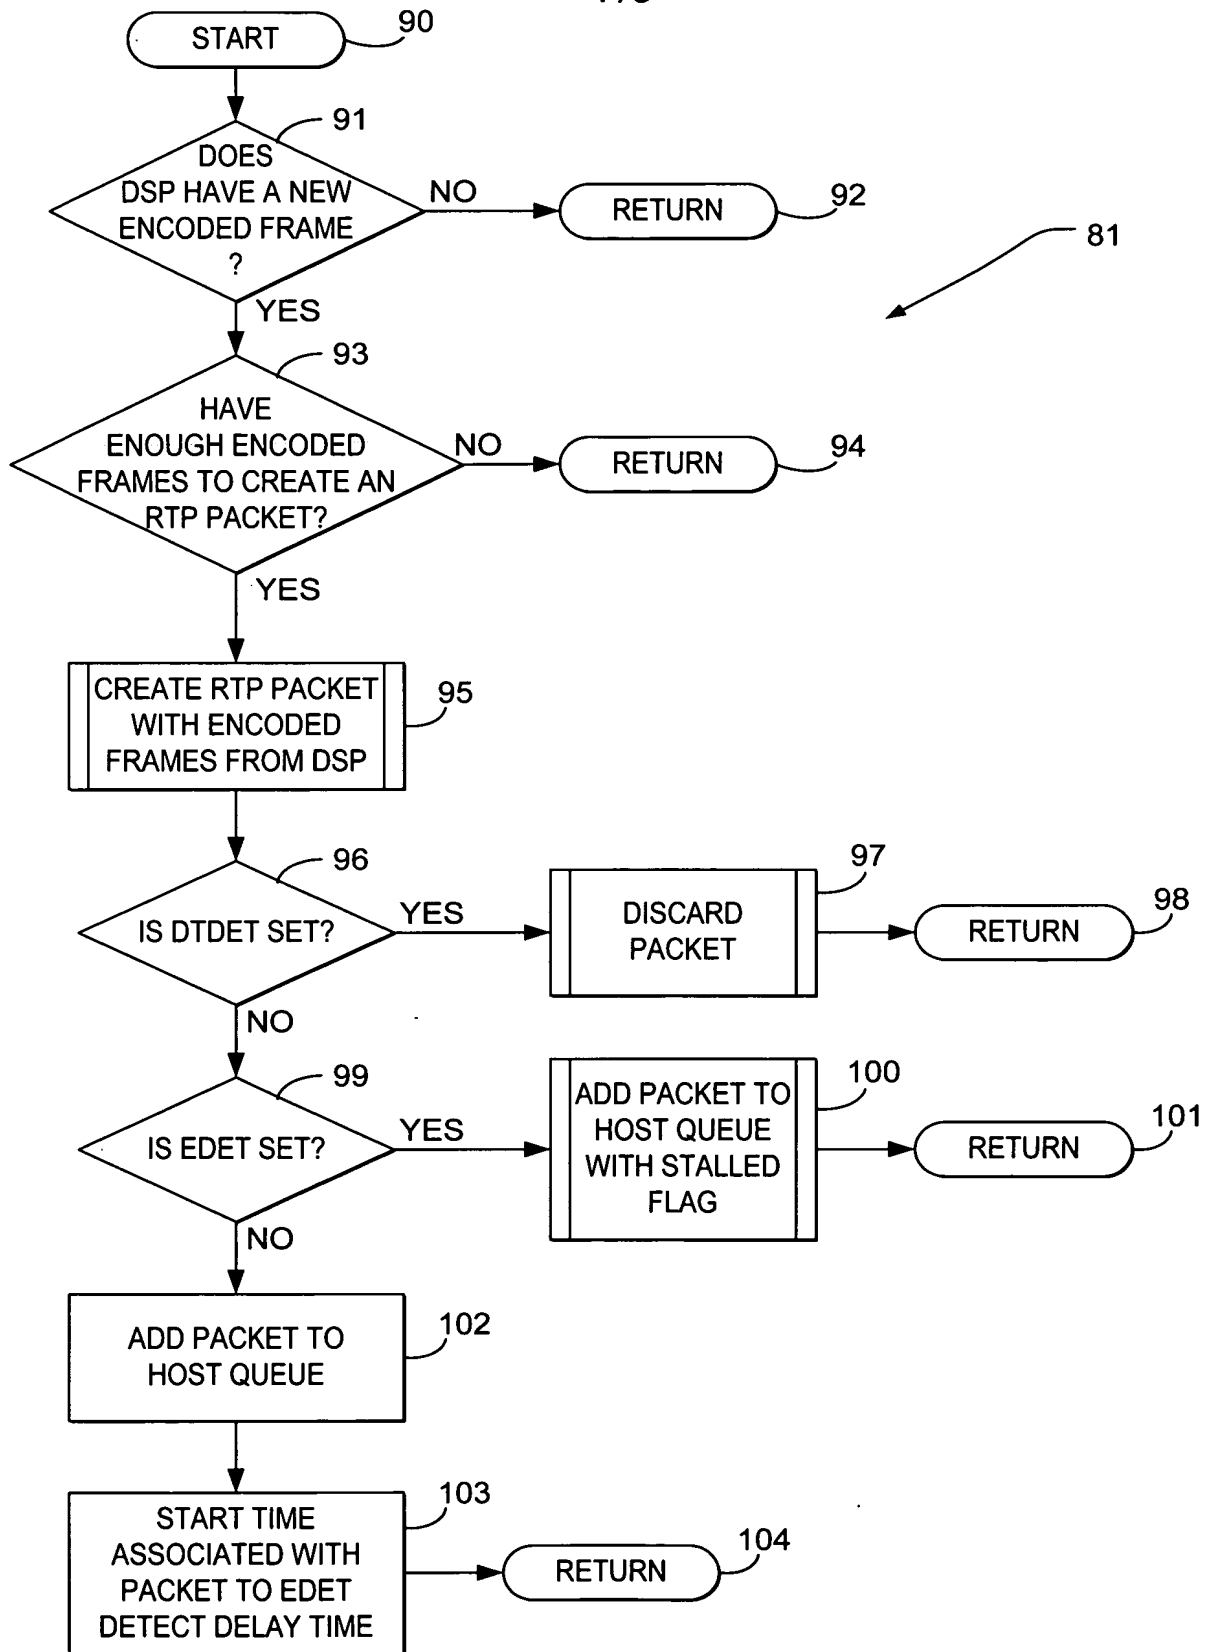 START
90
91
DOES
DSP HAVE A NEW
ENCODED FRAME
?
NO
RETURN
92
81
YES
93
HAVE
ENOUGH ENCODED
FRAMES TO CREATE AN
RTP PACKET?
NO
RETURN
94
YES
CREATE RTP PACKET
WITH ENCODED
FRAMES FROM DSP
95
96
IS DTDET SET?
YES
DISCARD
PACKET
97
RETURN
98
NO
99
IS EDET SET?
YES
ADD PACKET TO
HOST QUEUE
WITH STALLED
FLAG
100
RETURN
101
NO
ADD PACKET TO
HOST QUEUE
102
START TIME
ASSOCIATED WITH
PACKET TO EDET
DETECT DELAY TIME
103
RETURN
104